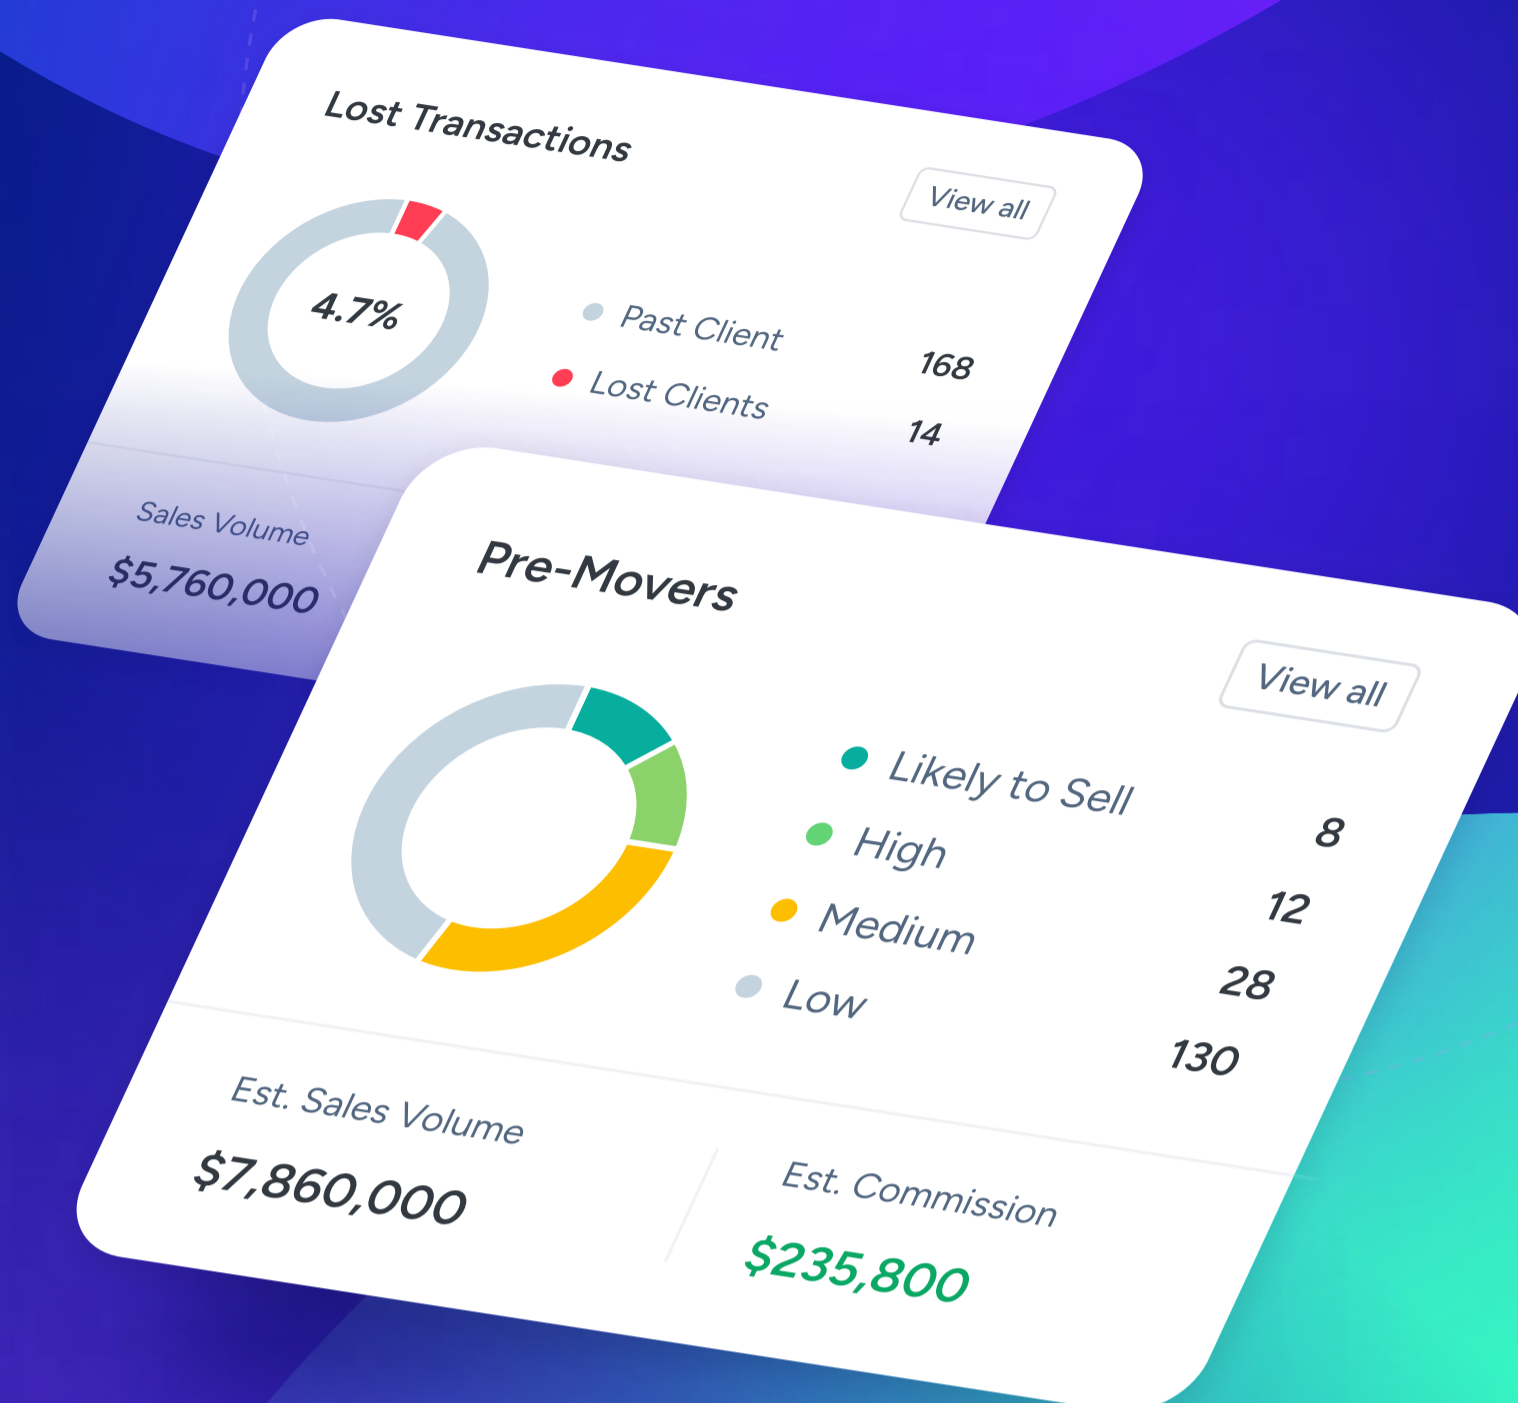 Lost Transactions
View all
4.7%
Past Client 168
Lost Clients 14
Sales Volume
$5,760,000
Pre-Movers
View all
Likely to Sell 8
High 12
Medium 28
Low 130
Est. Sales Volume
$7,860,000
Est. Commission
$235,800